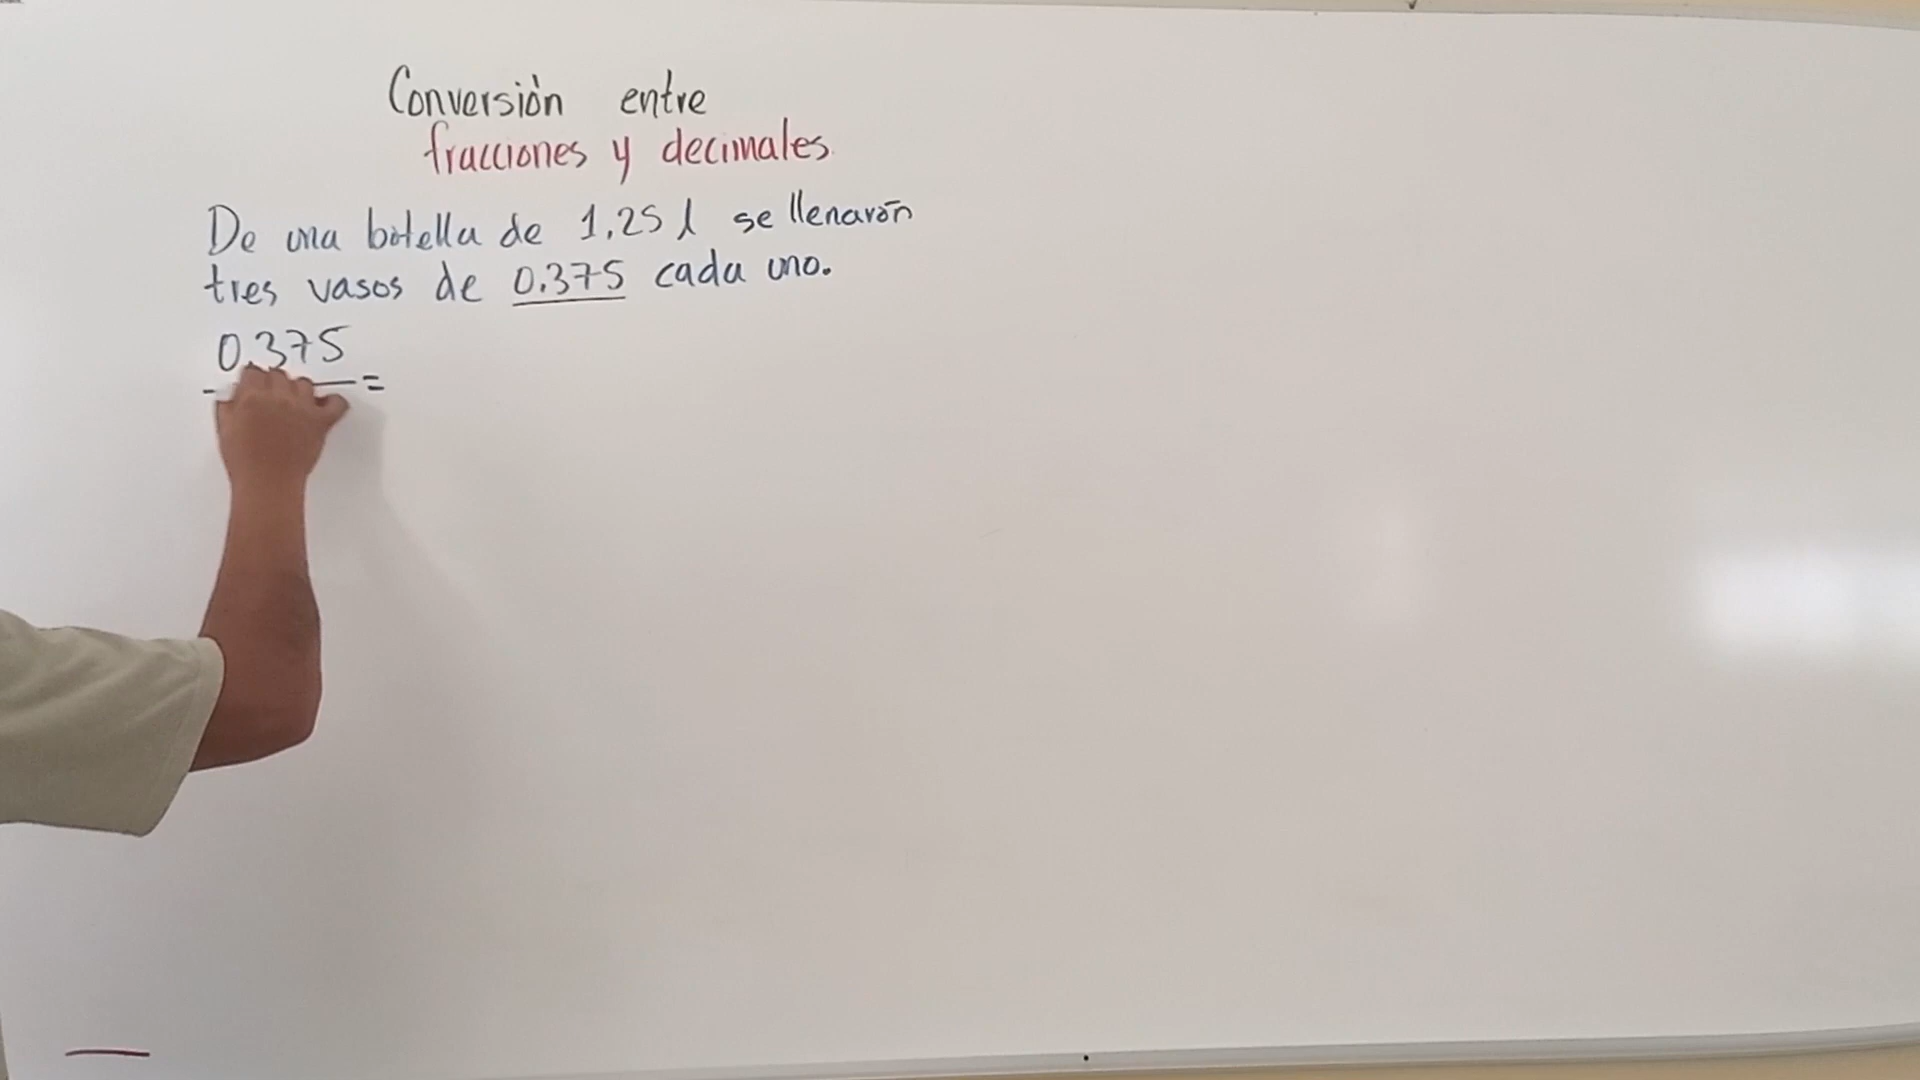 Conversión entre
fracciones y decimales.
De una botella de 1,25 l se llenarón
tres vasos de 0.375 cada uno.
0.375
=